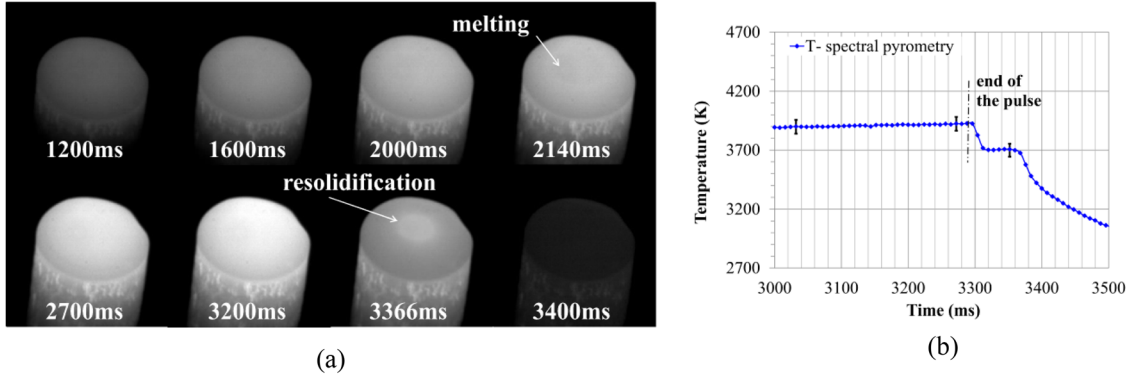 melting
1200ms
1600ms
2000ms
2140ms
resolidification
2700ms
3200ms
3366ms
3400ms
(a)
4700
4200
3700
3200
2700
Temperature (K)
T- spectral pyrometry
end of
the pulse
3000
3100
3200
3300
3400
3500
Time (ms)
(b)